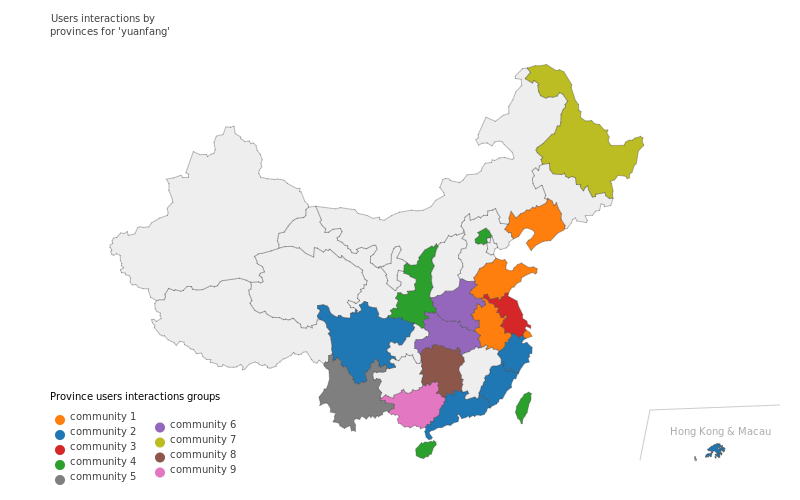 Users interactions by
provinces for 'yuanfang'
Hong Kong & Macau
Province users interactions groups
community 1
community 2
community 3
community 4
community 5
community 6
community 7
community 8
community 9